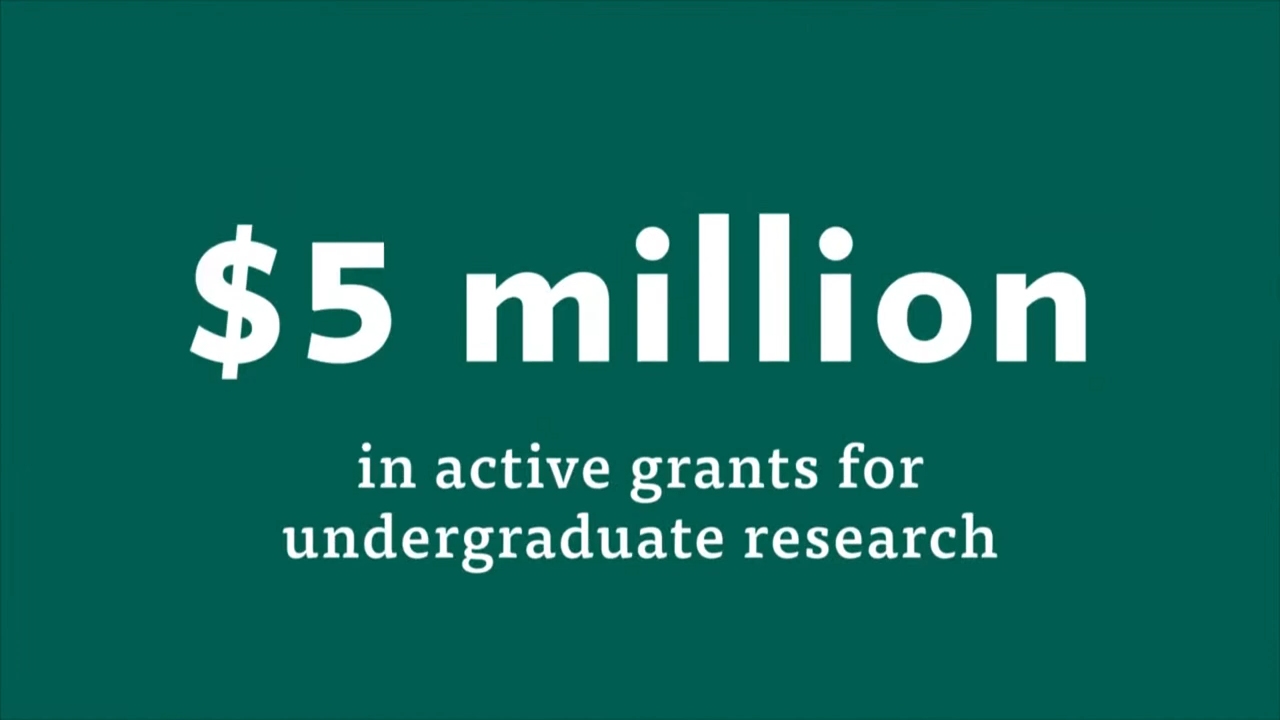 $5 million
in active grants for
undergraduate research